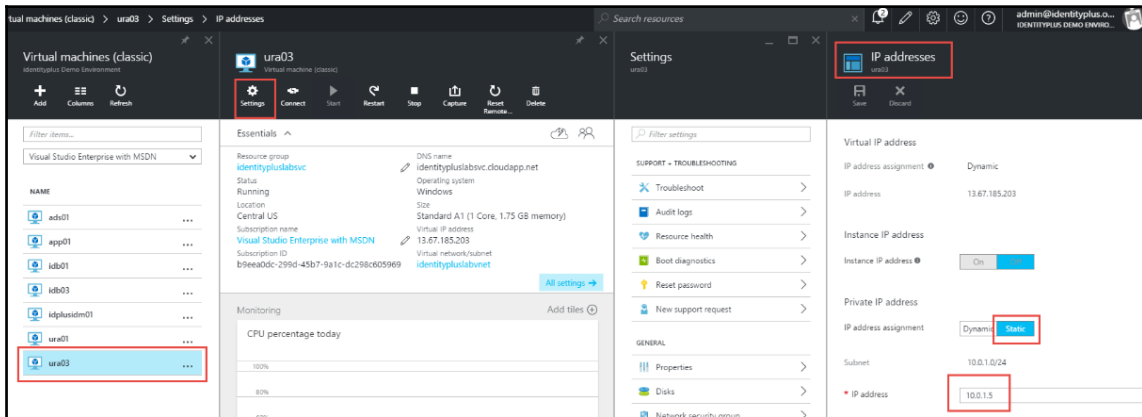 tual machines (classic) > ura03 > Settings > IP addresses
Search resources
admin@identityplus.o...
IDENTITYPLUS DEMO ENVIRO...
Virtual machines (classic)
identityplus Demo Environment
Add Columns Refresh
Filter items...
Visual Studio Enterprise with MSDN
NAME
ads01 ...
app01 ...
idb01 ...
idb03 ...
idplusidm01 ...
ura01 ...
ura03 ...
ura03
Virtual machine (classic)
Settings Connect Start Restart Stop Capture Reset Remote... Delete
Essentials
Resource group
identitypluslabsvc
Status
Running
Location
Central US
Subscription name
Visual Studio Enterprise with MSDN
Subscription ID
b9eea0dc-299d-45b7-9a1c-dc298c605969
DNS name
identitypluslabsvc.cloudapp.net
Operating system
Windows
Size
Standard A1 (1 Core, 1.75 GB memory)
Virtual IP address
13.67.185.203
Virtual network/subnet
identitypluslabvnet
All settings →
Monitoring
Add tiles
CPU percentage today
100%
80%
Settings
ura03
Filter settings
SUPPORT + TROUBLESHOOTING
Troubleshoot
Audit logs
Resource health
Boot diagnostics
Reset password
New support request
GENERAL
Properties
Disks
Network security group
IP addresses
ura03
Save Discard
Virtual IP address
IP address assignment Dynamic
IP address 13.67.185.203
Instance IP address
Instance IP address On
Private IP address
IP address assignment Dynamic Static
Subnet 10.0.1.0/24
* IP address 10.0.1.5